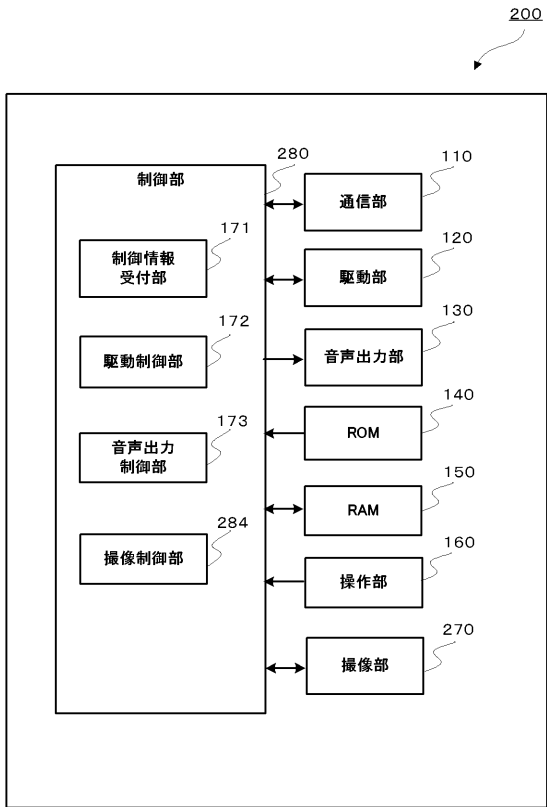 200
280
制御部
110
通信部
171
制御情報
受付部
120
駆動部
172
駆動制御部
130
音声出力部
173
音声出力
制御部
140
ROM
150
RAM
284
撮像制御部
160
操作部
270
撮像部